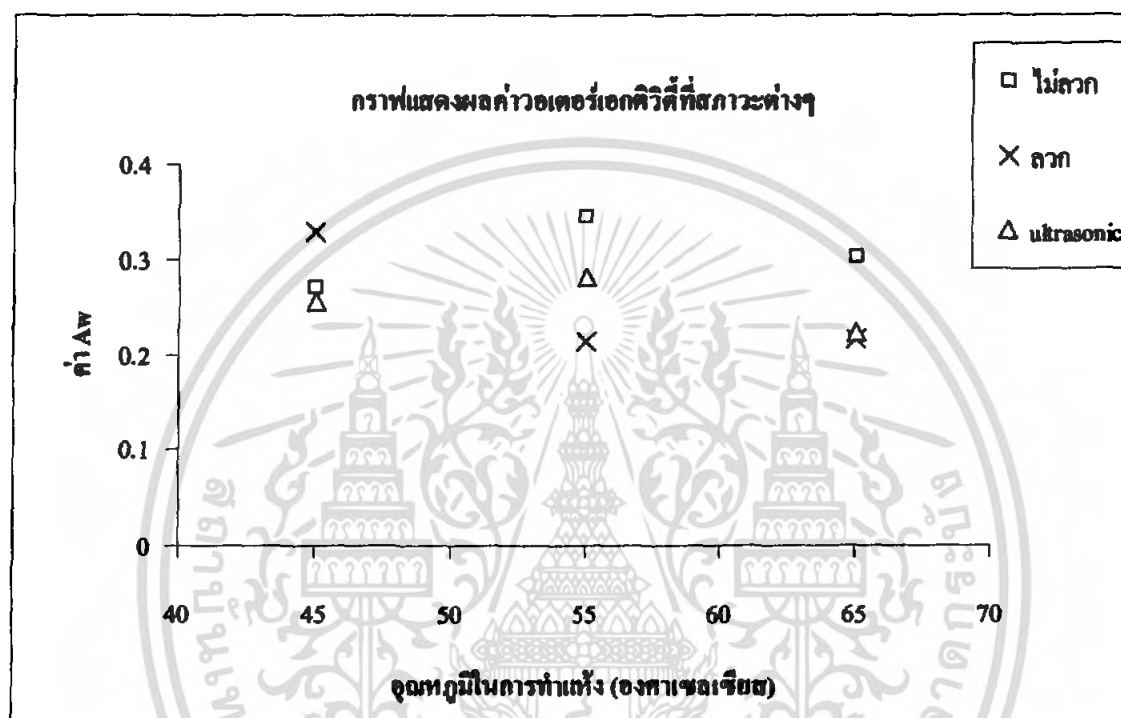 กราฟแสดงผลค่าวอเตอร์เอกติวิตี้ที่สภาวะต่างๆ
ไม่ลวก
ลวก
ultrasonic
0.4
0.3
0.2
0.1
0
ค่า Aw
40 45 50 55 60 65 70
อุณหภูมิในการทำแห้ง (องศาเซลเซียส)